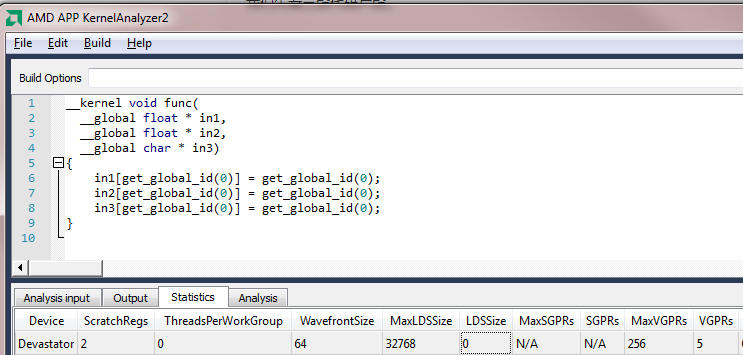 AMD APP KernelAnalyzer2
File Edit Build Help
Build Options
1 __kernel void func(
2 __global float * in1,
3 __global float * in2,
4 __global char * in3)
5 {
6 in1[get_global_id(0)] = get_global_id(0);
7 in2[get_global_id(0)] = get_global_id(0);
8 in3[get_global_id(0)] = get_global_id(0);
9 }
10
Analysis input Output Statistics Analysis
Device ScratchRegs ThreadsPerWorkGroup WavefrontSize MaxLDSSize LDSSize MaxSGPRs SGPRs MaxVGPRs VGPRs
Devastator 2 0 64 32768 0 N/A N/A 256 5